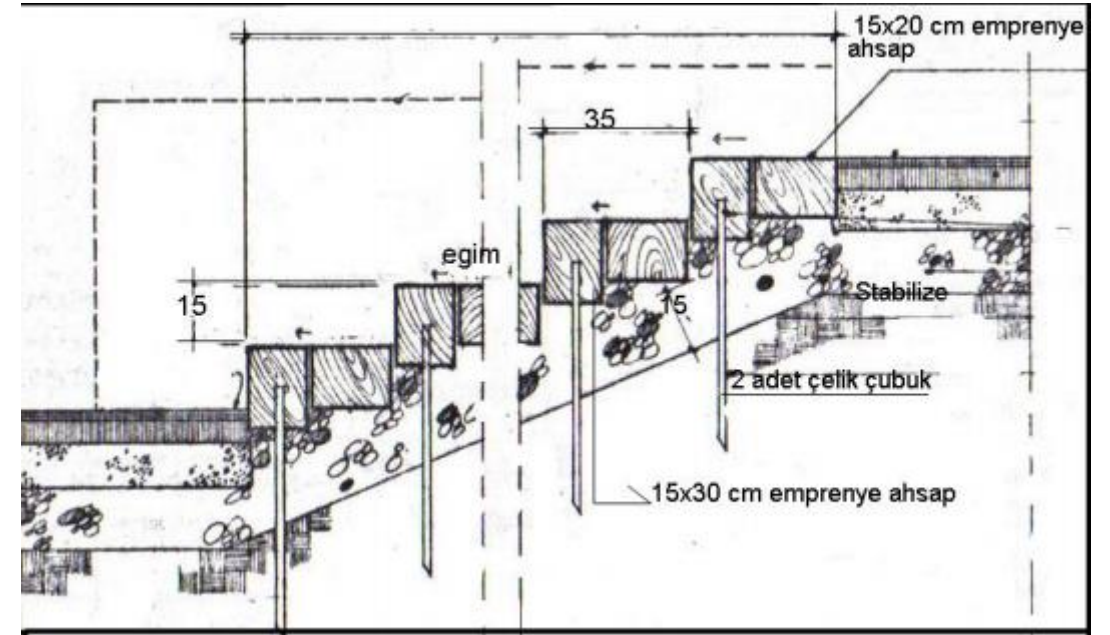 15x20 cm emprenye
ahsap
35
egim
15
15
Stabilize
2 adet çelik çubuk
15x30 cm emprenye ahsap